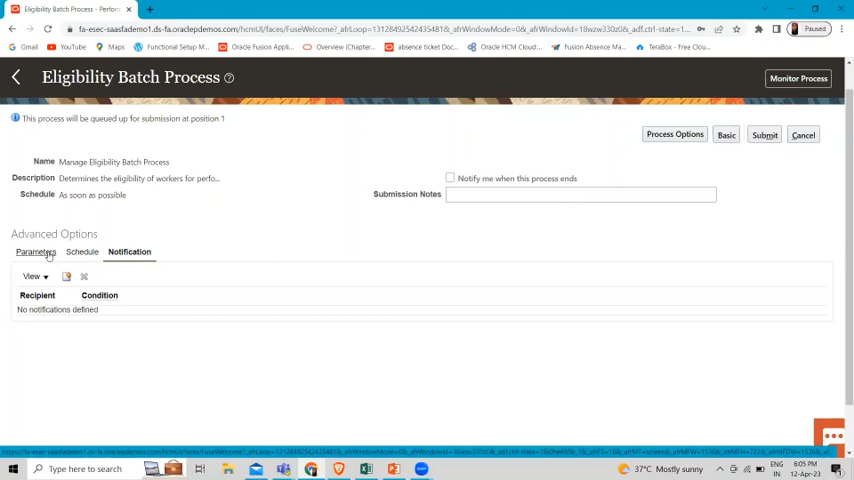 Eligibility Batch Process - Perform
fa-esec-saasfademo1.ds-fa.oraclepdemos.com/hcmUI/faces/FuseWelcome?_afrLoop=13128492542435481&_afrWindowMode=0&_afrWindowId=18wzw330z0&_adf.ctrl-state=1...
Paused
Gmail YouTube Maps Functional Setup M... Oracle Fusion Applic... Overview (Chapter... absence ticket Doc... Oracle HCM Cloud:... Fusion Absence Ma... TeraBox - Free Clou...
Eligibility Batch Process
Monitor Process
This process will be queued up for submission at position 1
Process Options Basic Submit Cancel
Name Manage Eligibility Batch Process
Description Determines the eligibility of workers for perfo...
Notify me when this process ends
Schedule As soon as possible
Submission Notes
Advanced Options
Parameters Schedule Notification
View
Recipient Condition
No notifications defined
Type here to search
37°C Mostly sunny
ENG
IN
6:05 PM
12-Apr-23